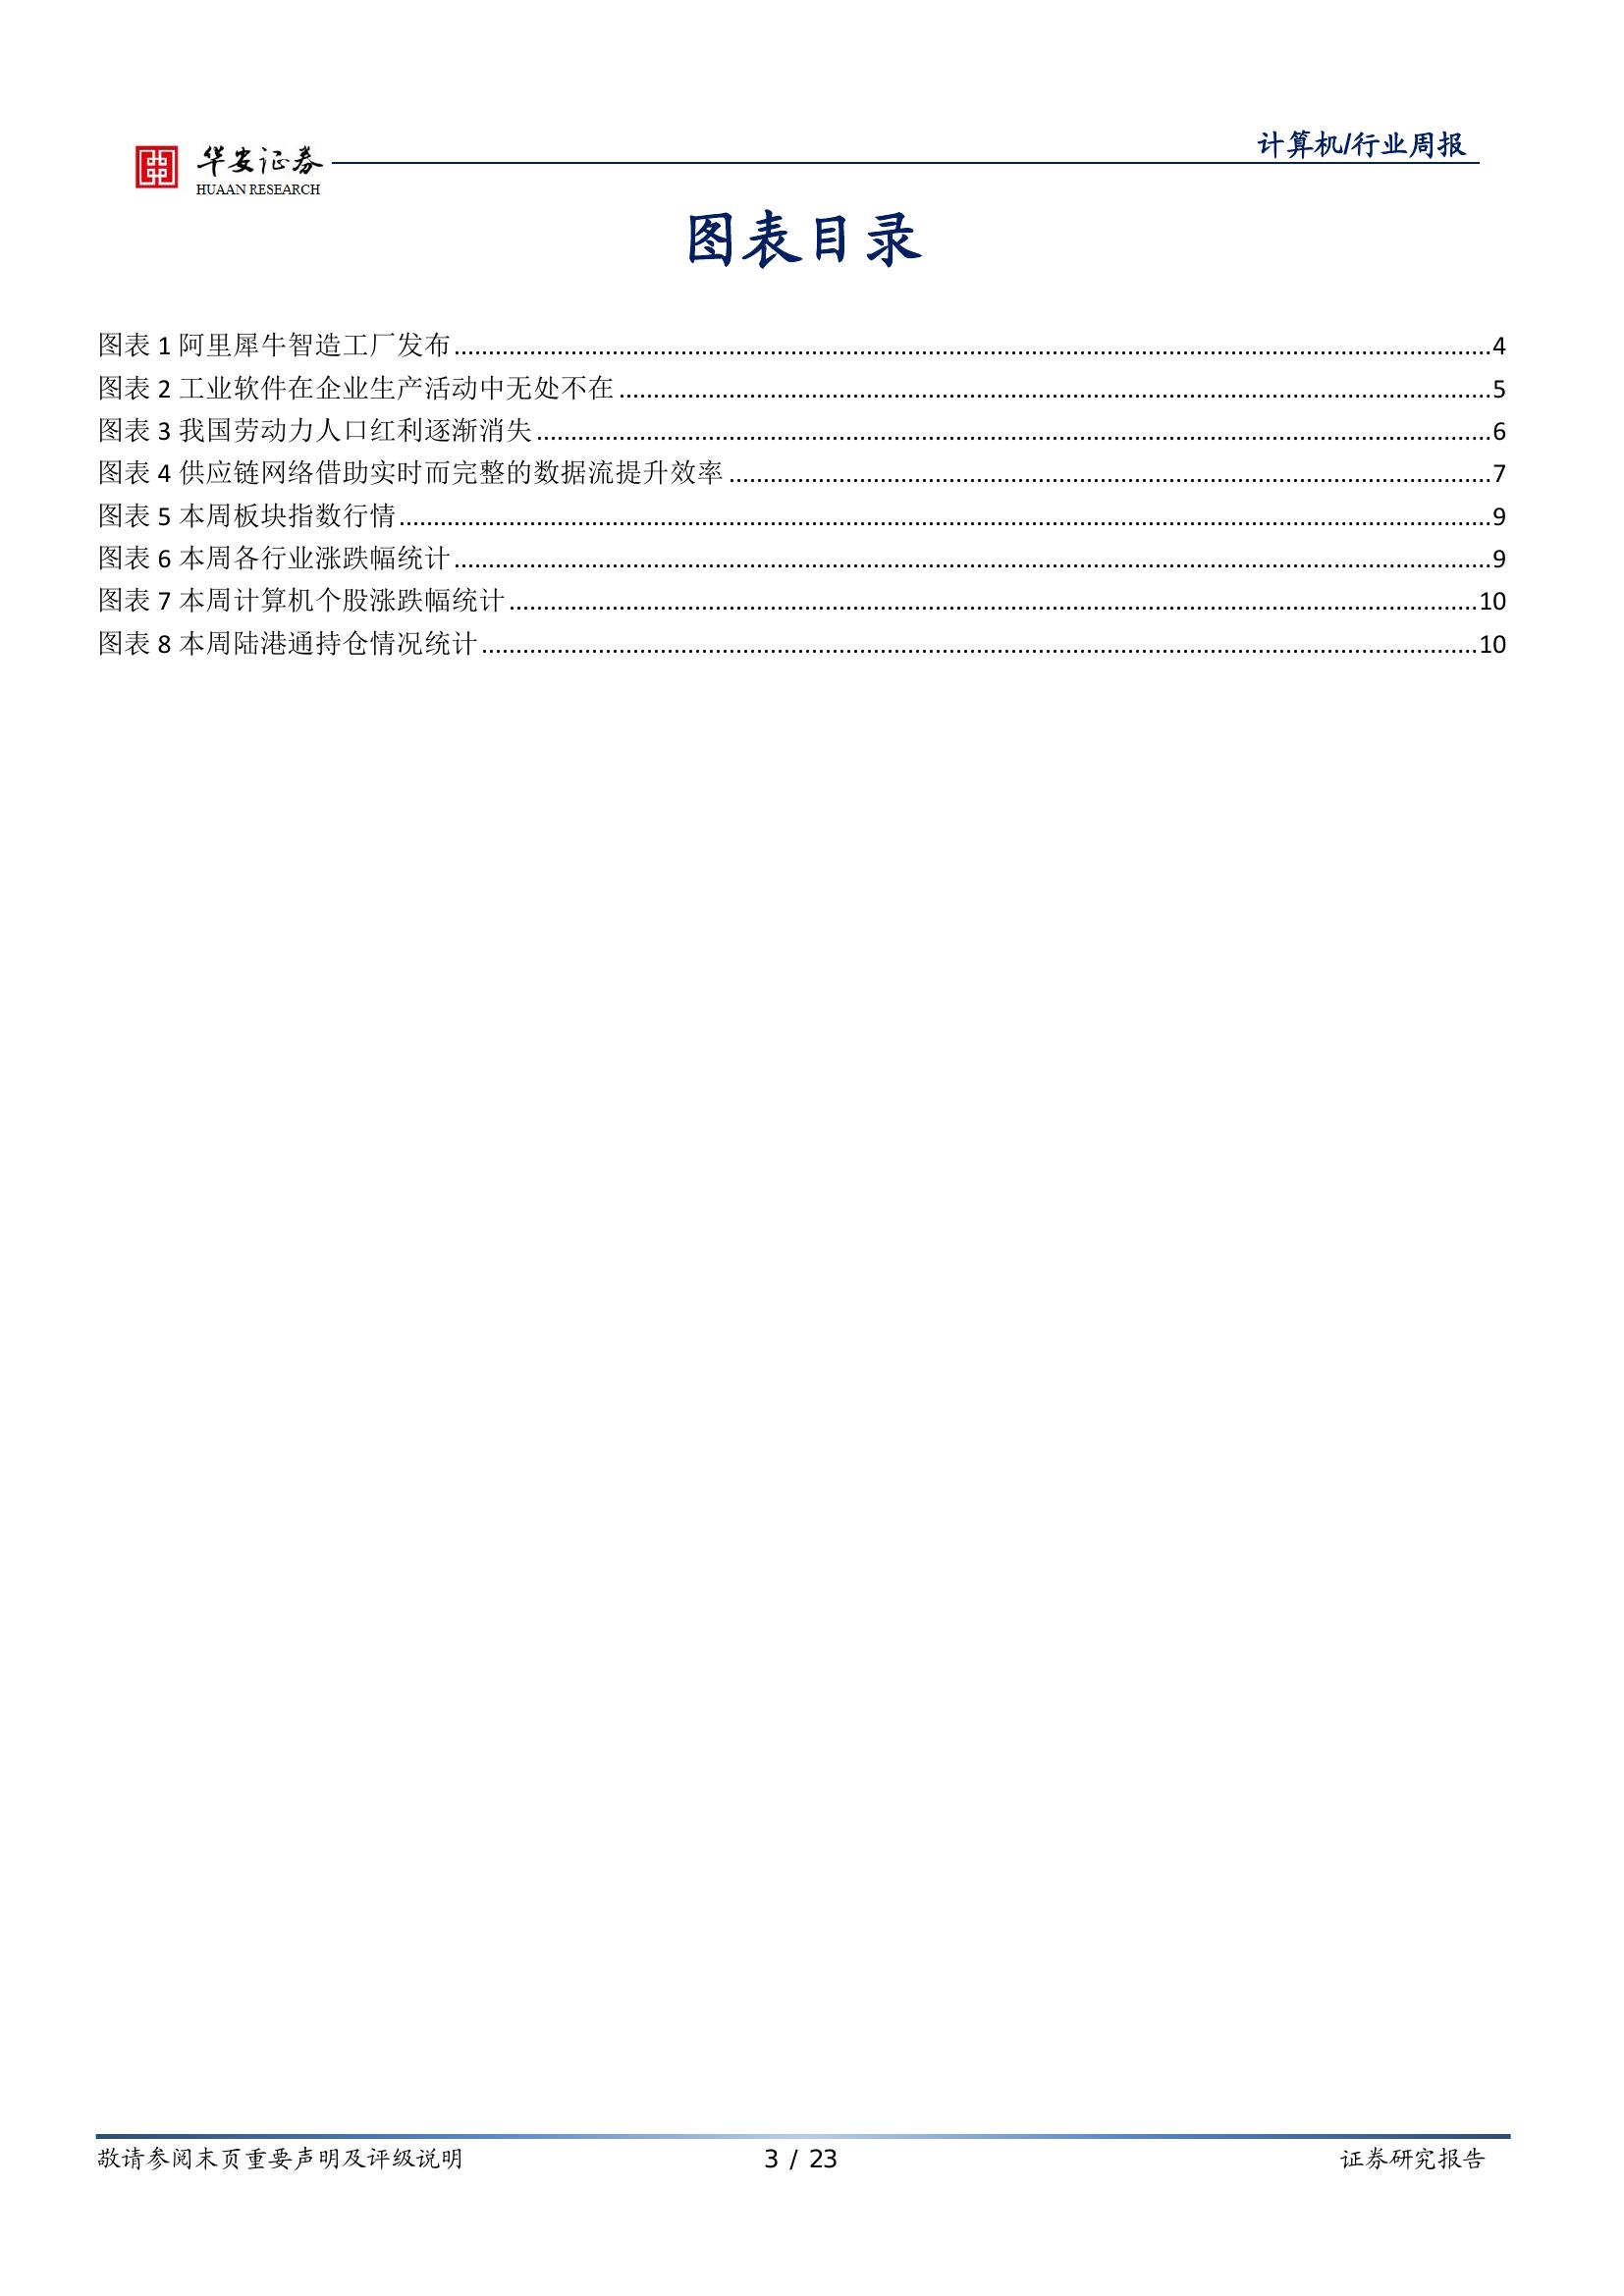 华安证券
HUAAN RESEARCH
计算机/行业周报
图表目录
图表 1 阿里犀牛智造工厂发布........4
图表 2 工业软件在企业生产活动中无处不在........5
图表 3 我国劳动力人口红利逐渐消失........6
图表 4 供应链网络借助实时而完整的数据流提升效率........7
图表 5 本周板块指数行情........9
图表 6 本周各行业涨跌幅统计........9
图表 7 本周计算机个股涨跌幅统计........10
图表 8 本周陆港通持仓情况统计........10
敬请参阅末页重要声明及评级说明 3 / 23 证券研究报告